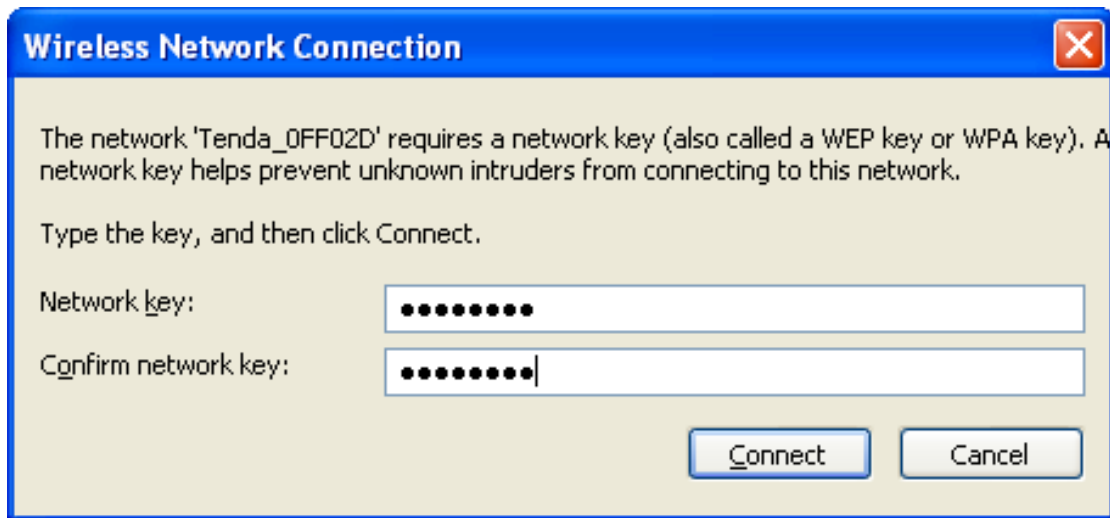 Wireless Network Connection
The network 'Tenda_0FF02D' requires a network key (also called a WEP key or WPA key). A
network key helps prevent unknown intruders from connecting to this network.
Type the key, and then click Connect.
Network key: ●●●●●●●●
Confirm network key: ●●●●●●●●
Connect Cancel